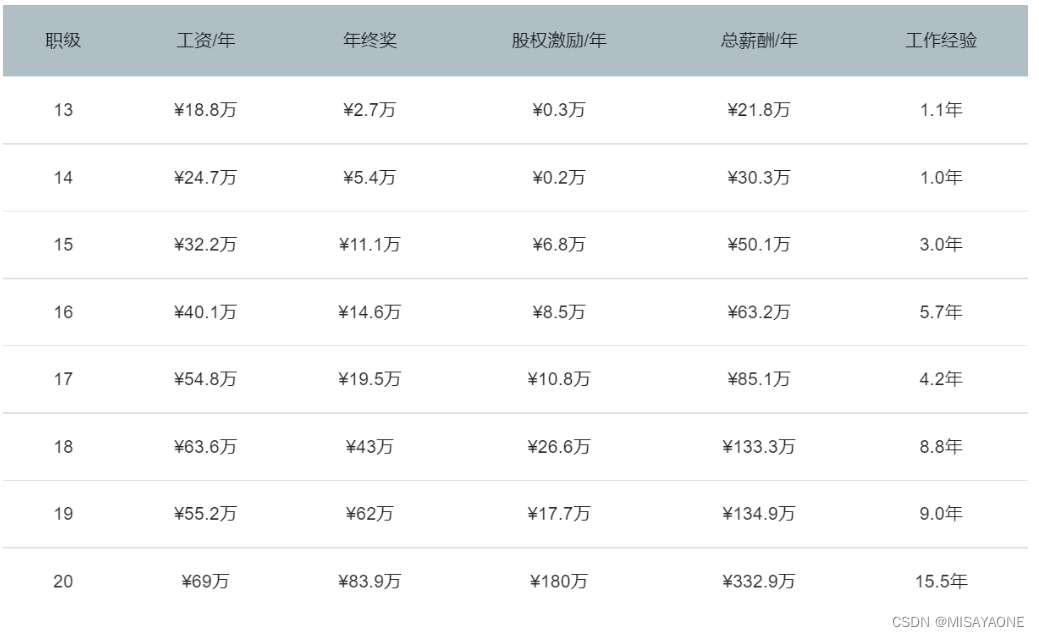 职级 工资/年 年终奖 股权激励/年 总薪酬/年 工作经验
13 ¥18.8万 ¥2.7万 ¥0.3万 ¥21.8万 1.1年
14 ¥24.7万 ¥5.4万 ¥0.2万 ¥30.3万 1.0年
15 ¥32.2万 ¥11.1万 ¥6.8万 ¥50.1万 3.0年
16 ¥40.1万 ¥14.6万 ¥8.5万 ¥63.2万 5.7年
17 ¥54.8万 ¥19.5万 ¥10.8万 ¥85.1万 4.2年
18 ¥63.6万 ¥43万 ¥26.6万 ¥133.3万 8.8年
19 ¥55.2万 ¥62万 ¥17.7万 ¥134.9万 9.0年
20 ¥69万 ¥83.9万 ¥180万 ¥332.9万 15.5年
CSDN @MISAYAONE